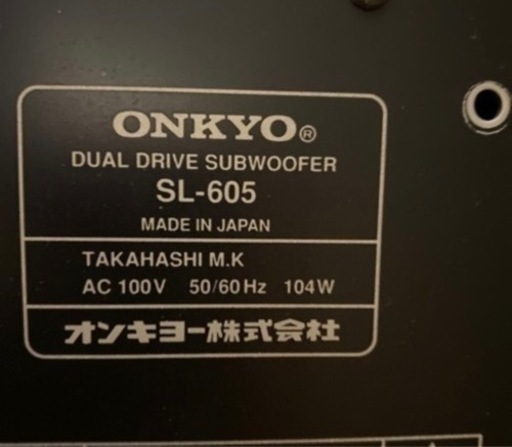 ONKYO®
DUAL DRIVE SUBWOOFER
SL-605
MADE IN JAPAN
TAKAHASHI M.K
AC 100V 50/60Hz 104W
オンキヨー株式会社